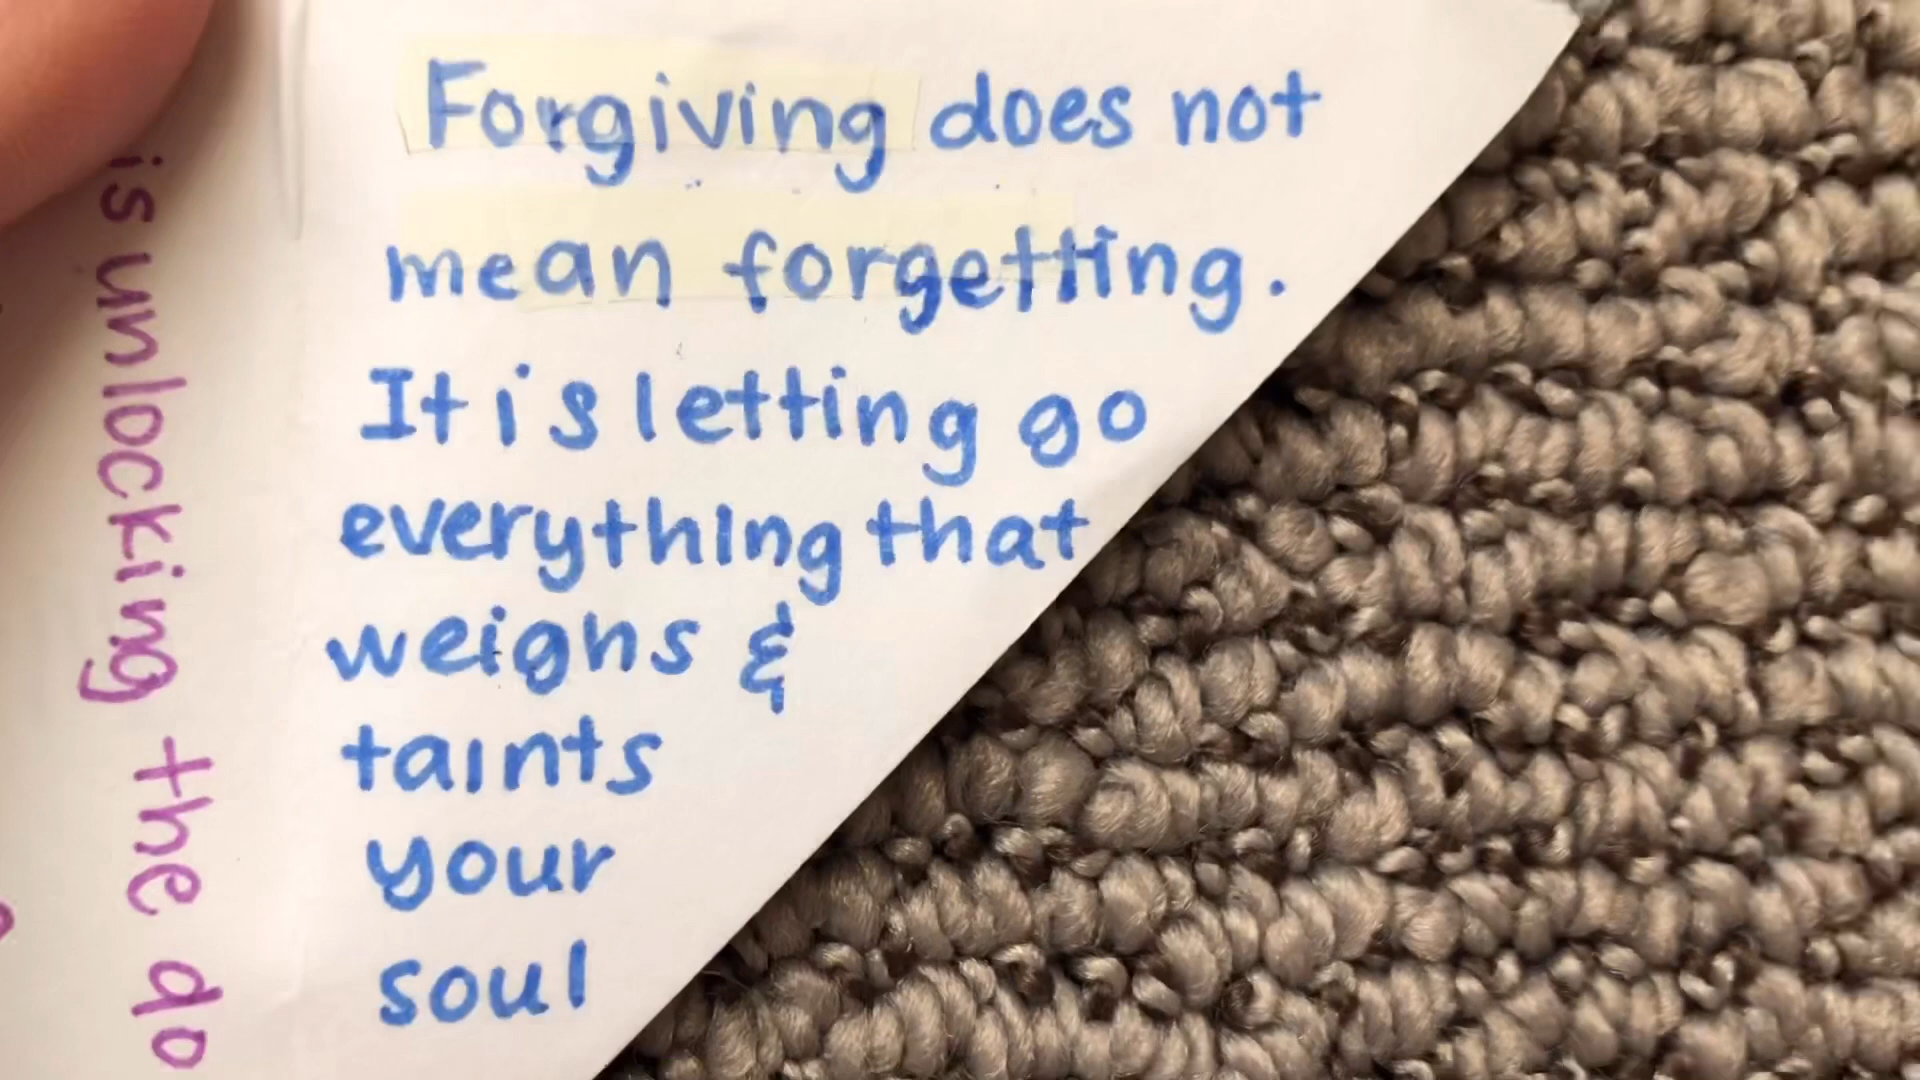 Forgiving does not
mean forgetting.
It is letting go
everything that
weighs &
taints
your
soul
is unlocking the do